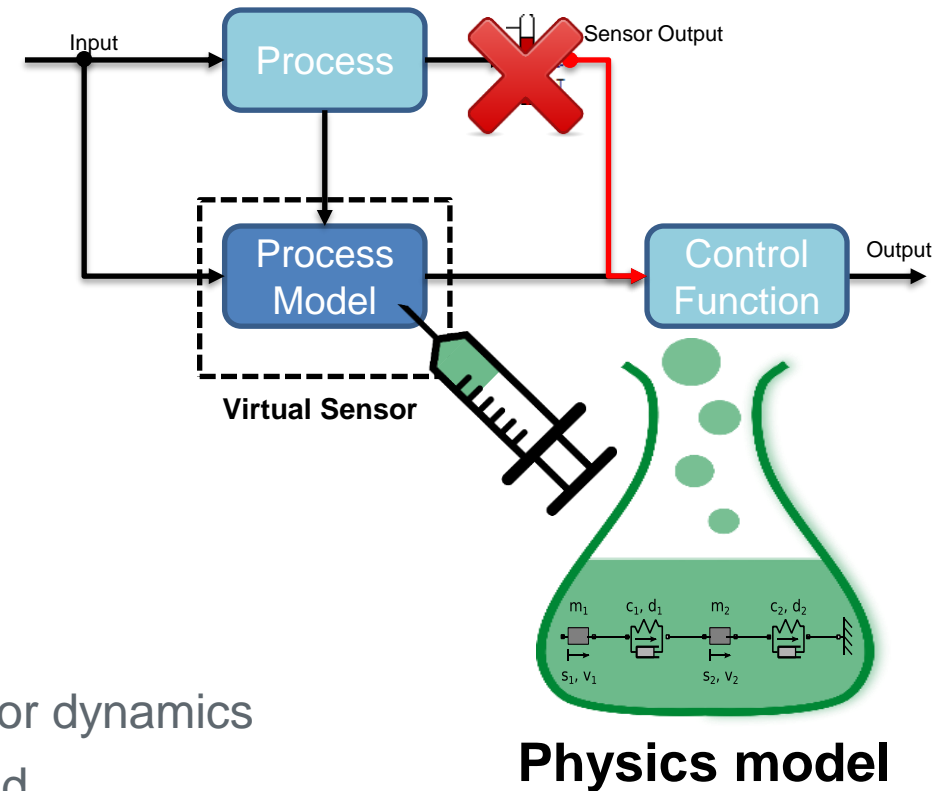 Input
Process
Sensor Output
T
Process
Model
Control
Function
Output
Virtual Sensor
m₁ c₁, d₁ m₂ c₂, d₂
s₁, v₁ s₂, v₂
or dynamics
d
Physics model